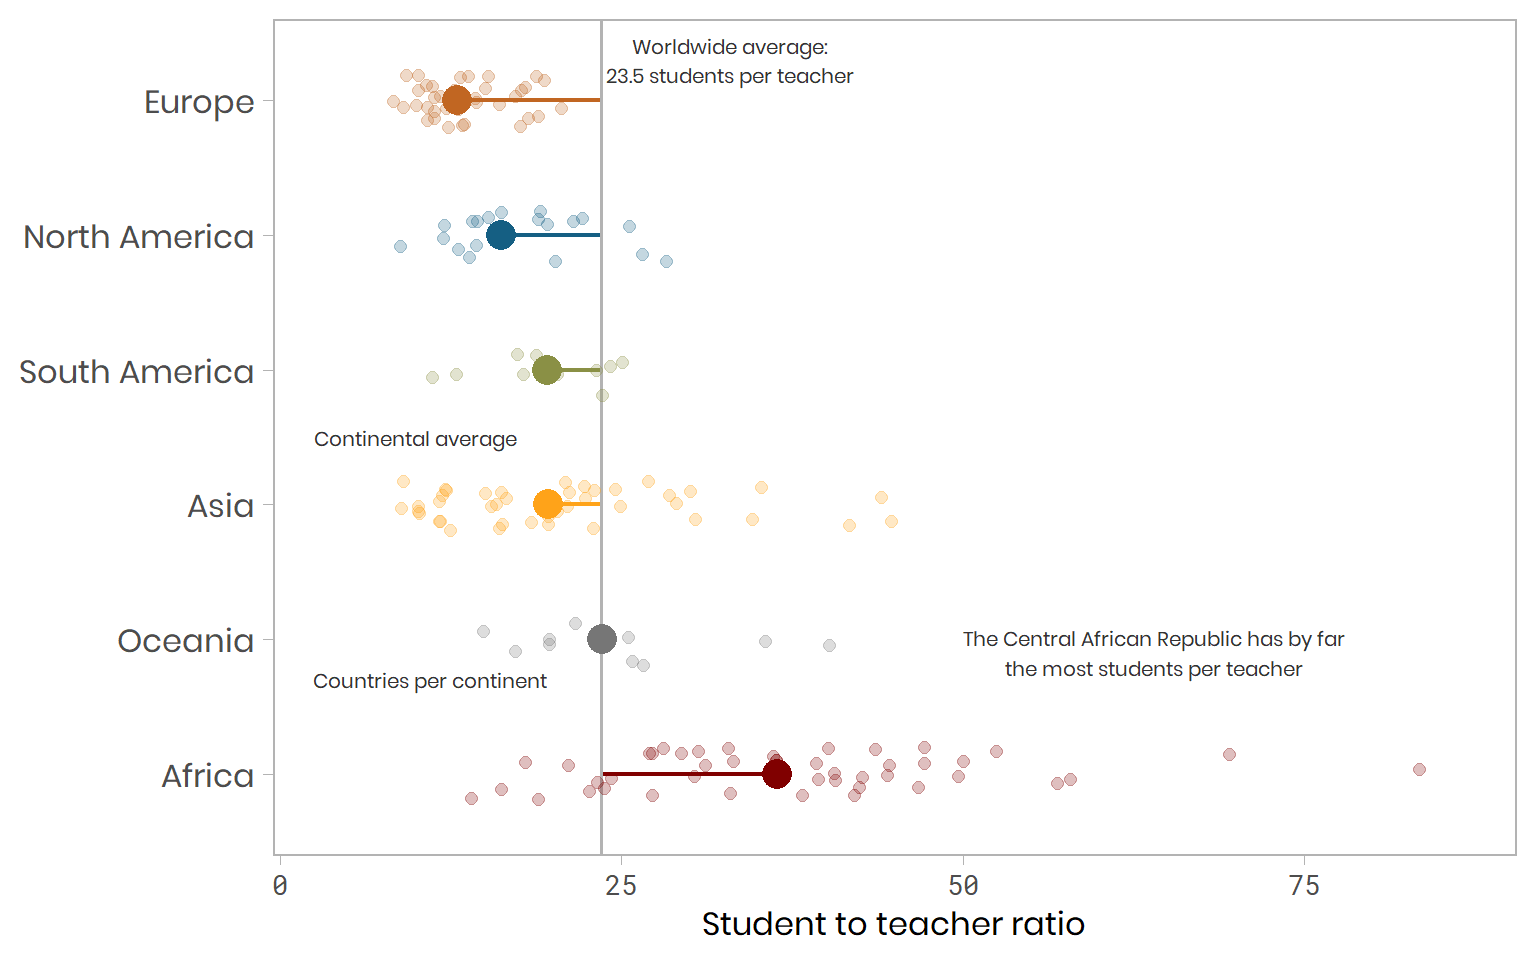 Worldwide average:
23.5 students per teacher
Europe
North America
South America
Continental average
Asia
Oceania
The Central African Republic has by far
the most students per teacher
Countries per continent
Africa
0 25 50 75
Student to teacher ratio